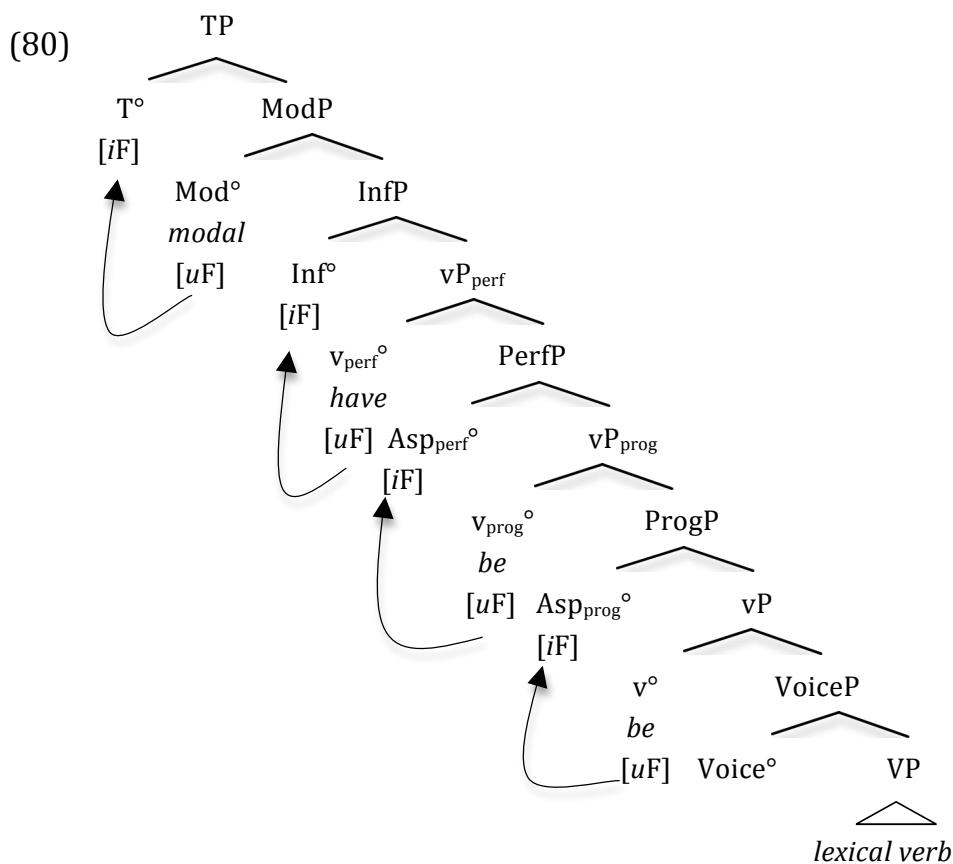 (80) TP
T° ModP
[iF]
Mod° InfP
modal
[uF] Inf° vPperf
[iF]
vperf° PerfP
have
[uF] Aspperf° vPprog
[iF]
vprog° ProgP
be
[uF] Aspprog° vP
[iF]
v° VoiceP
be
[uF] Voice° VP
lexical verb